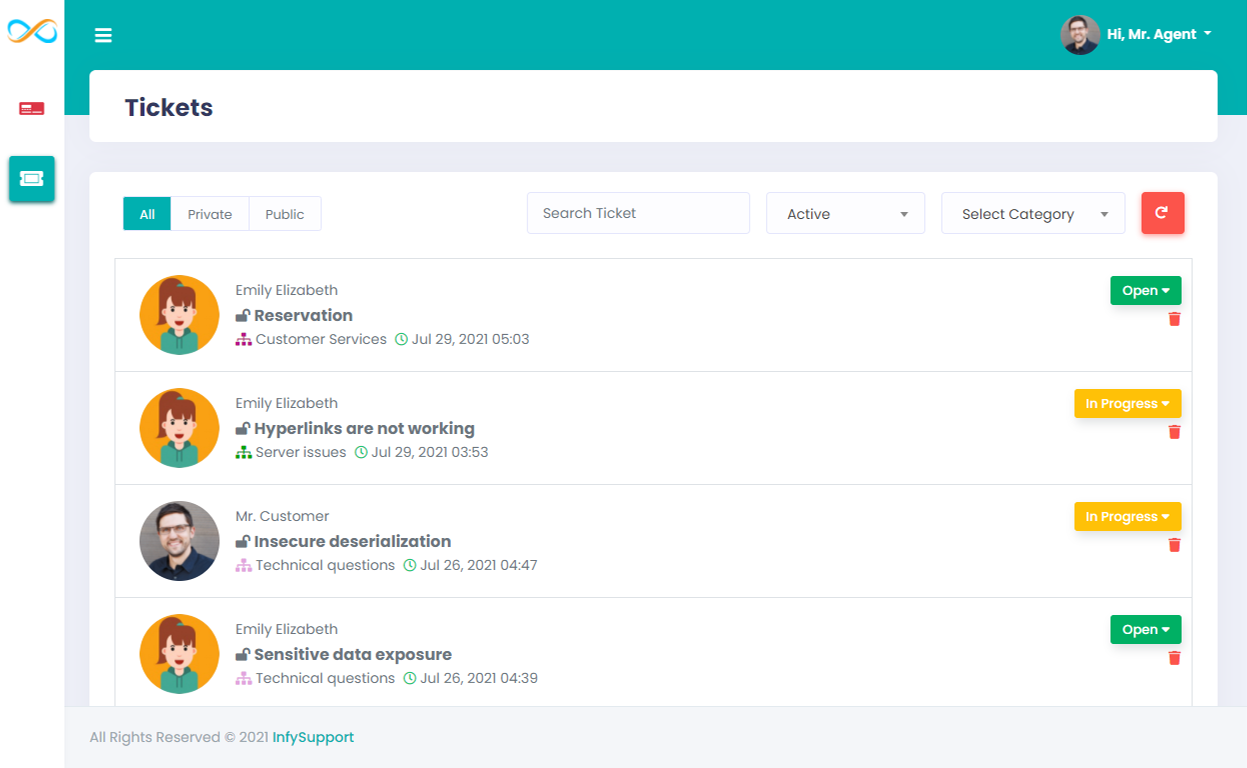 Hi, Mr. Agent
Tickets
All Private Public Search Ticket Active Select Category
Emily Elizabeth
Reservation
Customer Services Jul 29, 2021 05:03
Open
Emily Elizabeth
Hyperlinks are not working
Server issues Jul 29, 2021 03:53
In Progress
Mr. Customer
Insecure deserialization
Technical questions Jul 26, 2021 04:47
In Progress
Emily Elizabeth
Sensitive data exposure
Technical questions Jul 26, 2021 04:39
Open
All Rights Reserved © 2021 InfySupport